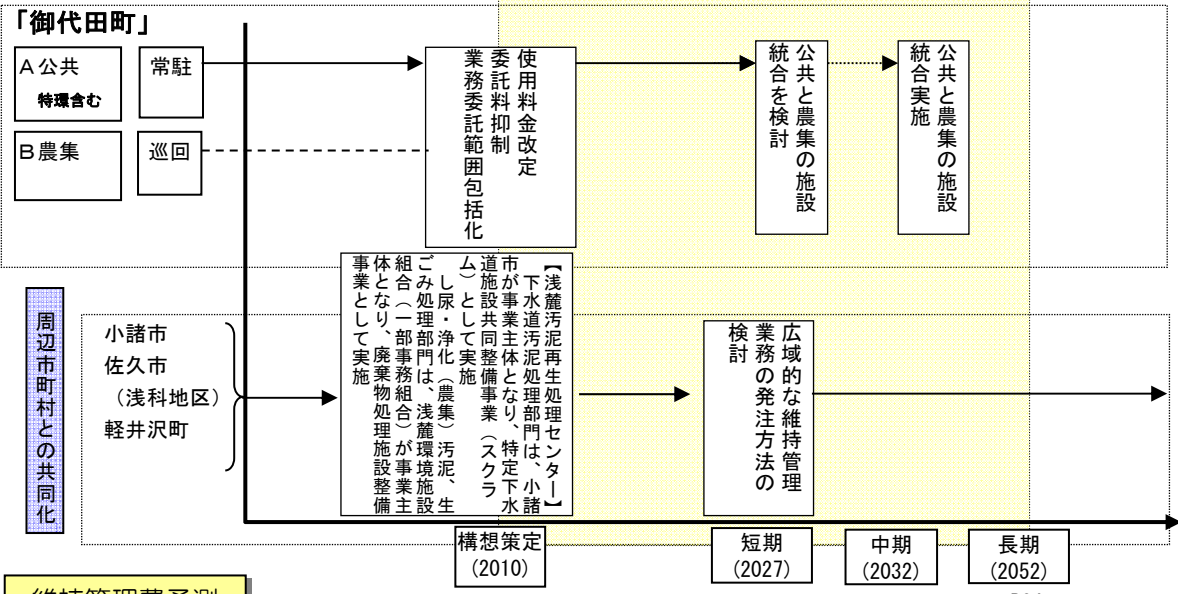 「御代田町」
A公共
特環含む
常駐
B農集
巡回
使用料金改定
委託料抑制
業務委託範囲包括化
公共と農集の施設
統合を検討
公共と農集の施設
統合実施
周辺市町村との共同化
小諸市
佐久市
（浅科地区）
軽井沢町
【浅麓汚泥再生処理センター】
下水道汚泥処理部門は、小諸
市が事業主体となり、特定下水
道施設共同整備事業（スクラ
ム）として実施
し尿・浄化（農集）汚泥、生
ごみ処理部門は、浅麓環境施設
組合（一部事務組合）が事業主
体となり、廃棄物処理施設整備
事業として実施
広域的な維持管理
業務の発注方法の
検討
構想策定
(2010)
短期
(2027)
中期
(2032)
長期
(2052)
維持管理費予測